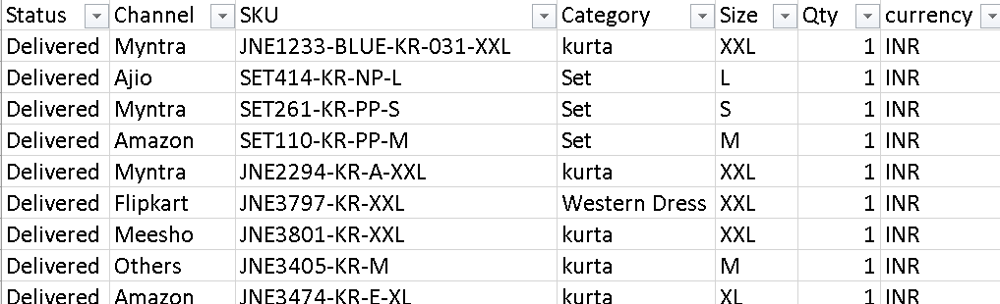 Status Channel SKU Category Size Qty currency
Delivered Myntra JNE1233-BLUE-KR-031-XXL kurta XXL 1 INR
Delivered Ajio SET414-KR-NP-L Set L 1 INR
Delivered Myntra SET261-KR-PP-S Set S 1 INR
Delivered Amazon SET110-KR-PP-M Set M 1 INR
Delivered Myntra JNE2294-KR-A-XXL kurta XXL 1 INR
Delivered Flipkart JNE3797-KR-XXL Western Dress XXL 1 INR
Delivered Meesho JNE3801-KR-XXL kurta XXL 1 INR
Delivered Others JNE3405-KR-M kurta M 1 INR
Delivered Amazon JNE3474-KR-E-XL kurta XL 1 INR